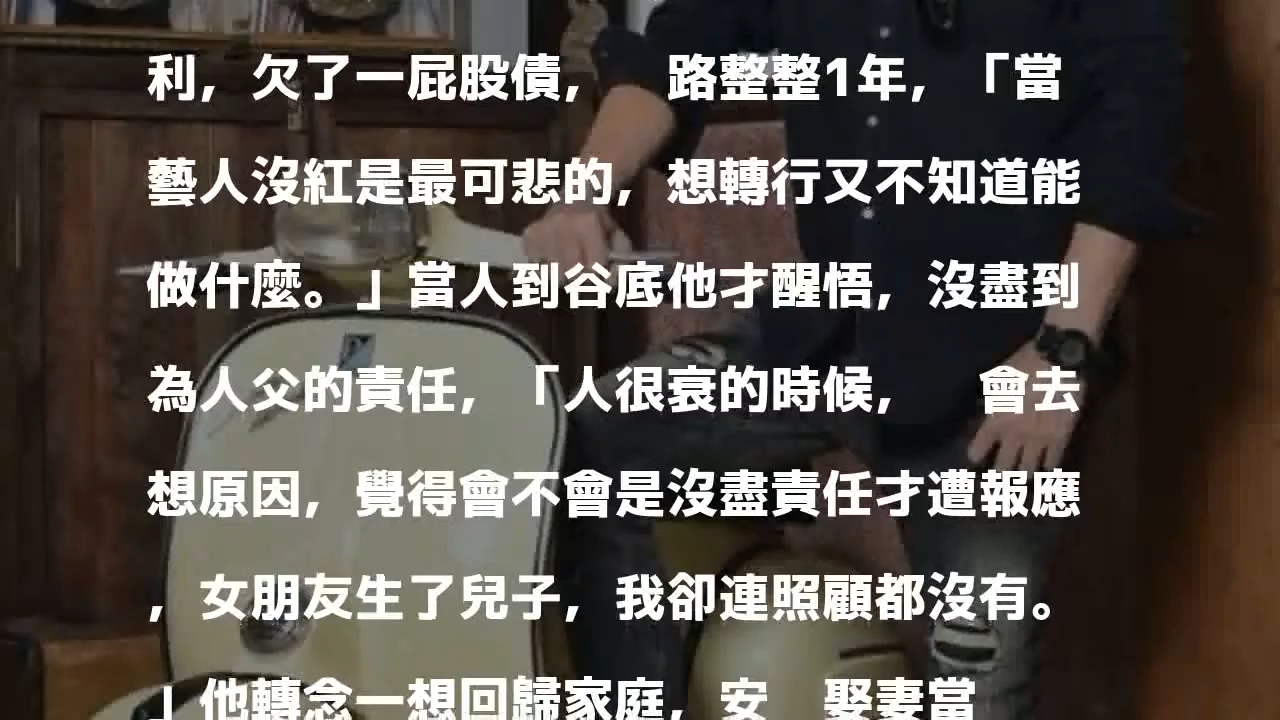 利，欠了一屁股債，　路整整1年，「當
藝人沒紅是最可悲的，想轉行又不知道能
做什麼。」當人到谷底他才醒悟，沒盡到
為人父的責任，「人很衰的時候，　會去
想原因，覺得會不會是沒盡責任才遭報應
，女朋友生了兒子，我卻連照顧都沒有。
」他轉念一想回歸家庭，安　娶妻當